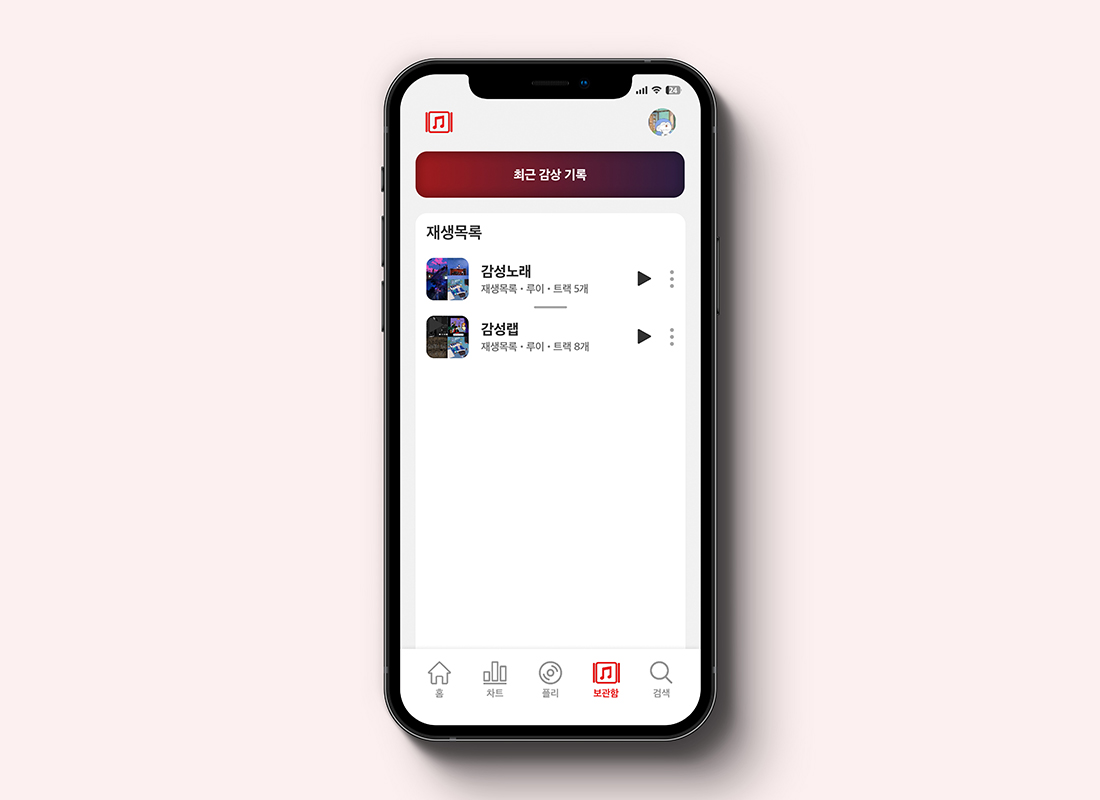 24
최근 감상 기록
재생목록
감성노래
재생목록 • 루이 • 트랙 5개
감성랩
재생목록 • 루이 • 트랙 8개
홈
차트
플리
보관함
검색